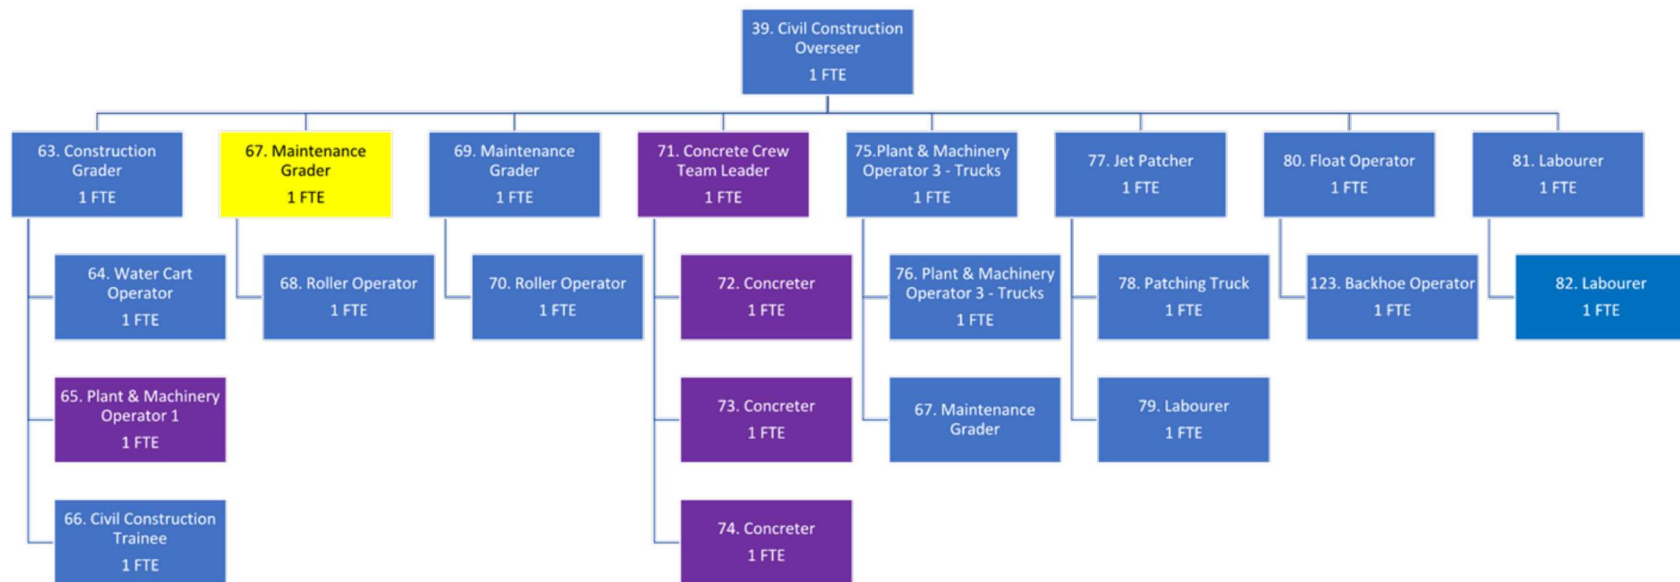 39. Civil Construction
Overseer
1 FTE
63. Construction
Grader
1 FTE
67. Maintenance
Grader
1 FTE
69. Maintenance
Grader
1 FTE
71. Concrete Crew
Team Leader
1 FTE
75.Plant & Machinery
Operator 3 - Trucks
1 FTE
77. Jet Patcher
1 FTE
80. Float Operator
1 FTE
81. Labourer
1 FTE
64. Water Cart
Operator
1 FTE
68. Roller Operator
1 FTE
70. Roller Operator
1 FTE
72. Concreter
1 FTE
76. Plant & Machinery
Operator 3 - Trucks
1 FTE
78. Patching Truck
1 FTE
123. Backhoe Operator
1 FTE
82. Labourer
1 FTE
65. Plant & Machinery
Operator 1
1 FTE
73. Concreter
1 FTE
67. Maintenance
Grader
79. Labourer
1 FTE
66. Civil Construction
Trainee
1 FTE
74. Concreter
1 FTE